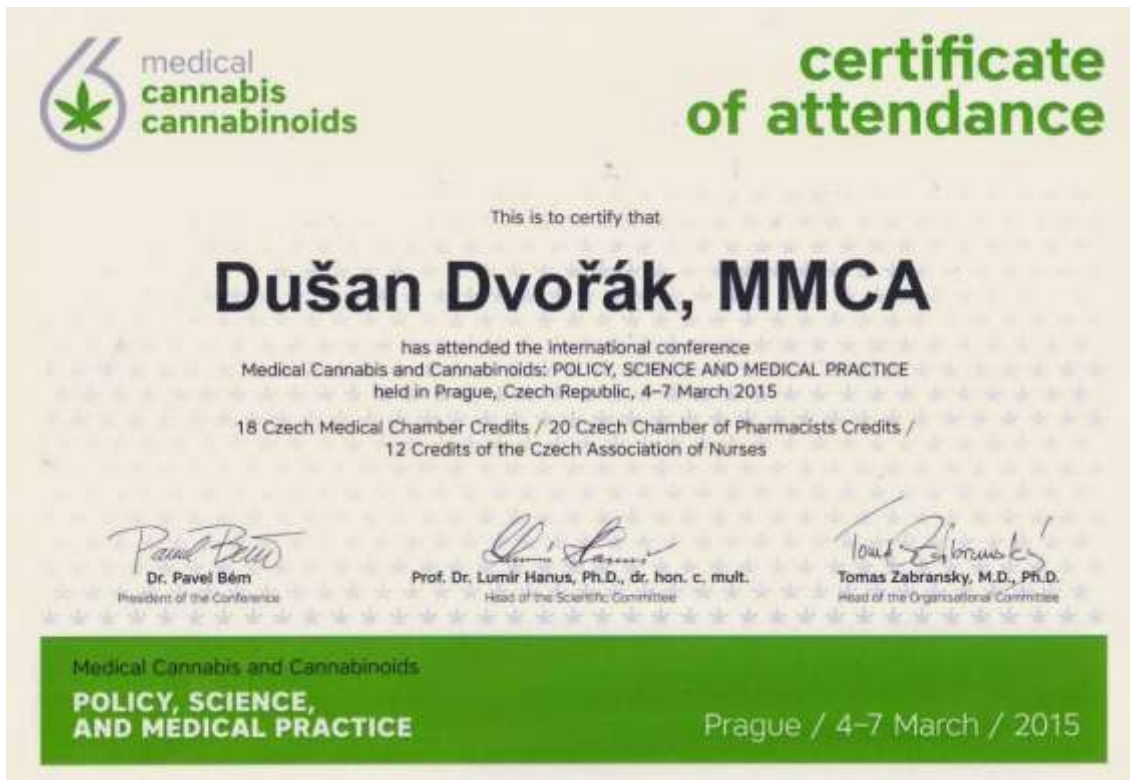 medical
cannabis
cannabinoids
certificate
of attendance
This is to certify that
Dušan Dvořák, MMCA
has attended the international conference
Medical Cannabis and Cannabinoids: POLICY, SCIENCE AND MEDICAL PRACTICE
held in Prague, Czech Republic, 4–7 March 2015
18 Czech Medical Chamber Credits / 20 Czech Chamber of Pharmacists Credits /
12 Credits of the Czech Association of Nurses
Dr. Pavel Bém
President of the Conference
Prof. Dr. Lumír Hanus, Ph.D., dr. hon. c. mult.
Head of the Scientific Committee
Tomas Zabransky, M.D., Ph.D.
Head of the Organisational Committee
Medical Cannabis and Cannabinoids
POLICY, SCIENCE,
AND MEDICAL PRACTICE
Prague / 4–7 March / 2015